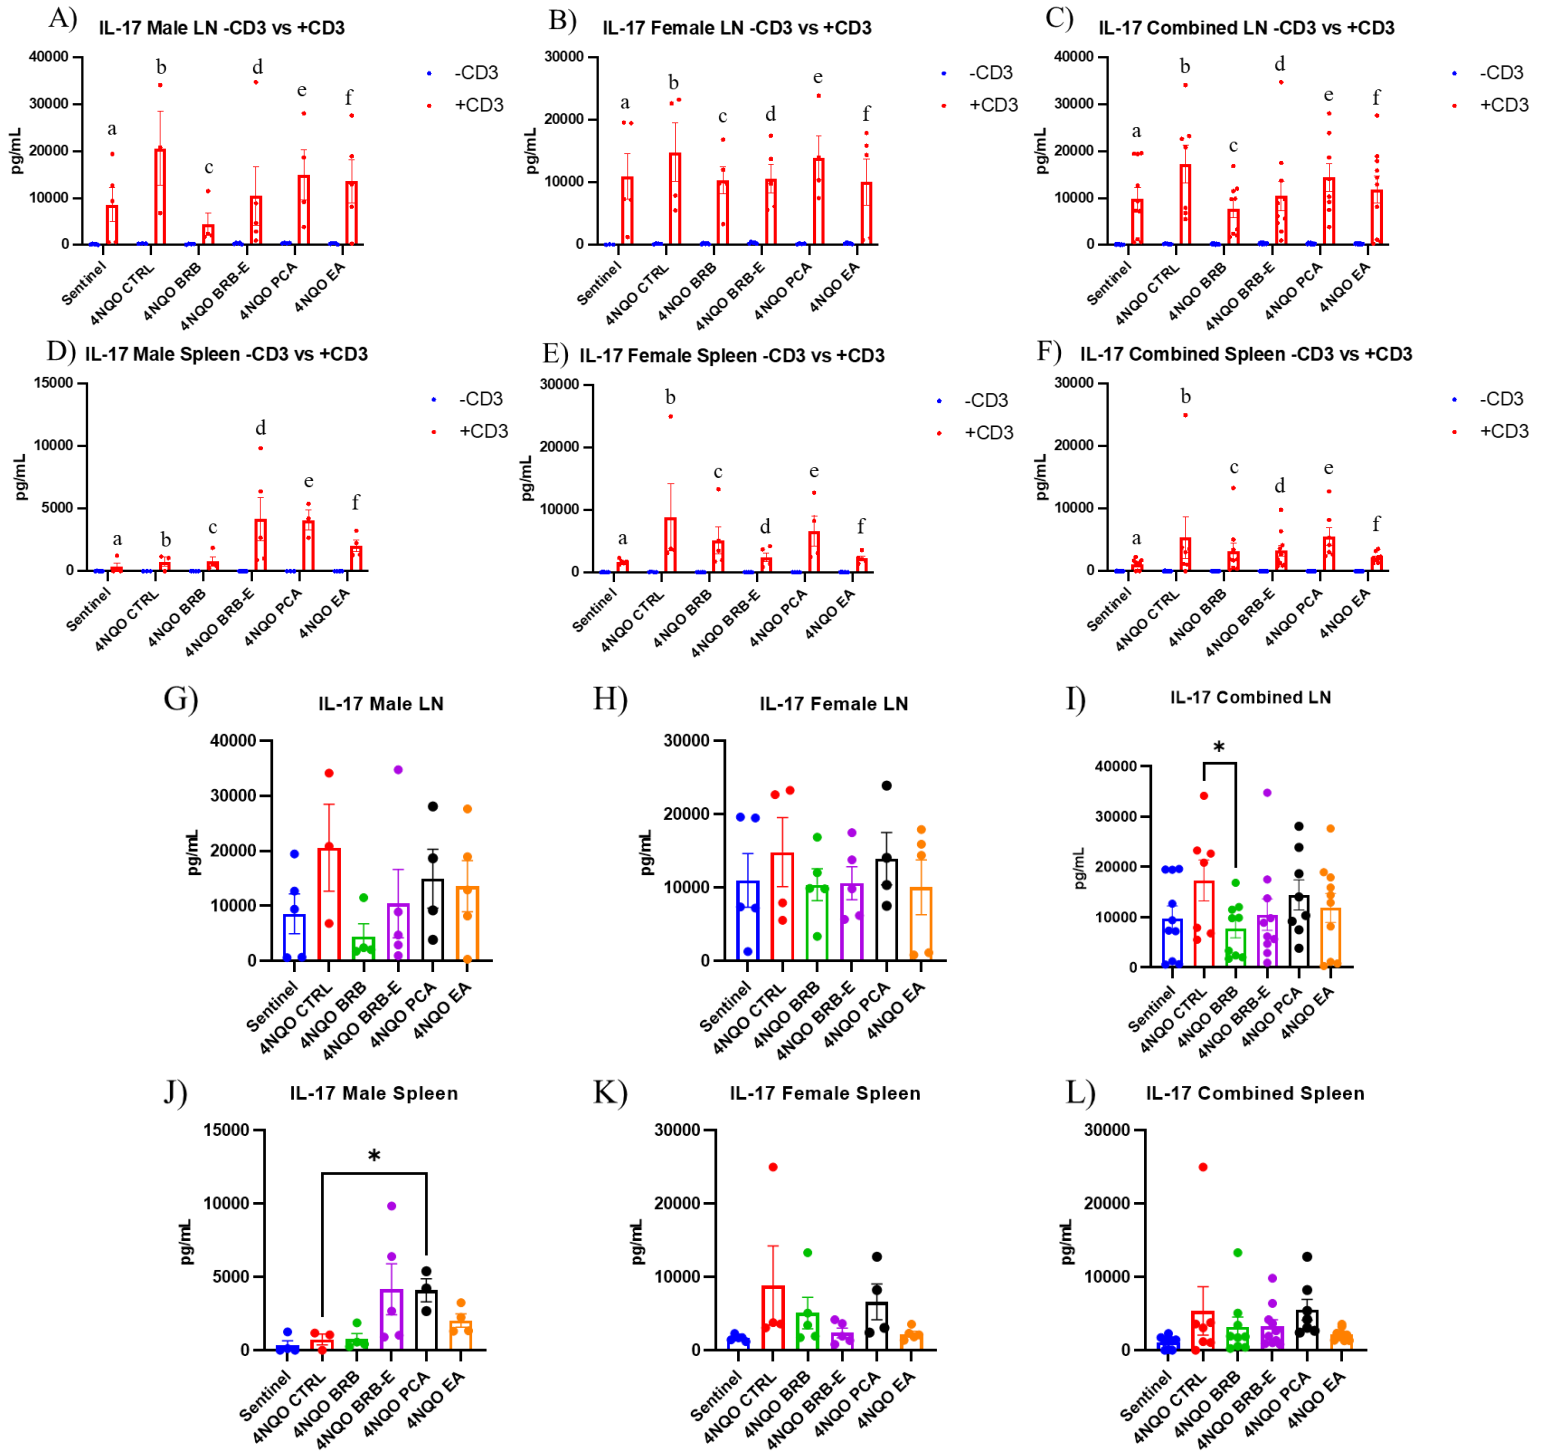 A) IL-17 Male LN -CD3 vs +CD3
40000
30000
20000
10000
0
pg/mL
a b c d e f
-CD3
+CD3
Sentinel
4NQO CTRL
4NQO BRB
4NQO BRB-E
4NQO PCA
4NQO EA
B) IL-17 Female LN -CD3 vs +CD3
30000
20000
10000
0
pg/mL
a b c d e f
-CD3
+CD3
Sentinel
4NQO CTRL
4NQO BRB
4NQO BRB-E
4NQO PCA
4NQO EA
C) IL-17 Combined LN -CD3 vs +CD3
40000
30000
20000
10000
0
pg/mL
a b c d e f
-CD3
+CD3
Sentinel
4NQO CTRL
4NQO BRB
4NQO BRB-E
4NQO PCA
4NQO EA
D) IL-17 Male Spleen -CD3 vs +CD3
15000
10000
5000
0
pg/mL
a b c d e f
-CD3
+CD3
Sentinel
4NQO CTRL
4NQO BRB
4NQO BRB-E
4NQO PCA
4NQO EA
E) IL-17 Female Spleen -CD3 vs +CD3
30000
20000
10000
0
pg/mL
a b c d e f
-CD3
+CD3
Sentinel
4NQO CTRL
4NQO BRB
4NQO BRB-E
4NQO PCA
4NQO EA
F) IL-17 Combined Spleen -CD3 vs +CD3
30000
20000
10000
0
pg/mL
a b c d e f
-CD3
+CD3
Sentinel
4NQO CTRL
4NQO BRB
4NQO BRB-E
4NQO PCA
4NQO EA
G) IL-17 Male LN
40000
30000
20000
10000
0
pg/mL
Sentinel
4NQO CTRL
4NQO BRB
4NQO BRB-E
4NQO PCA
4NQO EA
H) IL-17 Female LN
30000
20000
10000
0
pg/mL
Sentinel
4NQO CTRL
4NQO BRB
4NQO BRB-E
4NQO PCA
4NQO EA
I) IL-17 Combined LN
*
40000
30000
20000
10000
0
pg/mL
Sentinel
4NQO CTRL
4NQO BRB
4NQO BRB-E
4NQO PCA
4NQO EA
J) IL-17 Male Spleen
*
15000
10000
5000
0
pg/mL
Sentinel
4NQO CTRL
4NQO BRB
4NQO BRB-E
4NQO PCA
4NQO EA
K) IL-17 Female Spleen
30000
20000
10000
0
pg/mL
Sentinel
4NQO CTRL
4NQO BRB
4NQO BRB-E
4NQO PCA
4NQO EA
L) IL-17 Combined Spleen
30000
20000
10000
0
pg/mL
Sentinel
4NQO CTRL
4NQO BRB
4NQO BRB-E
4NQO PCA
4NQO EA